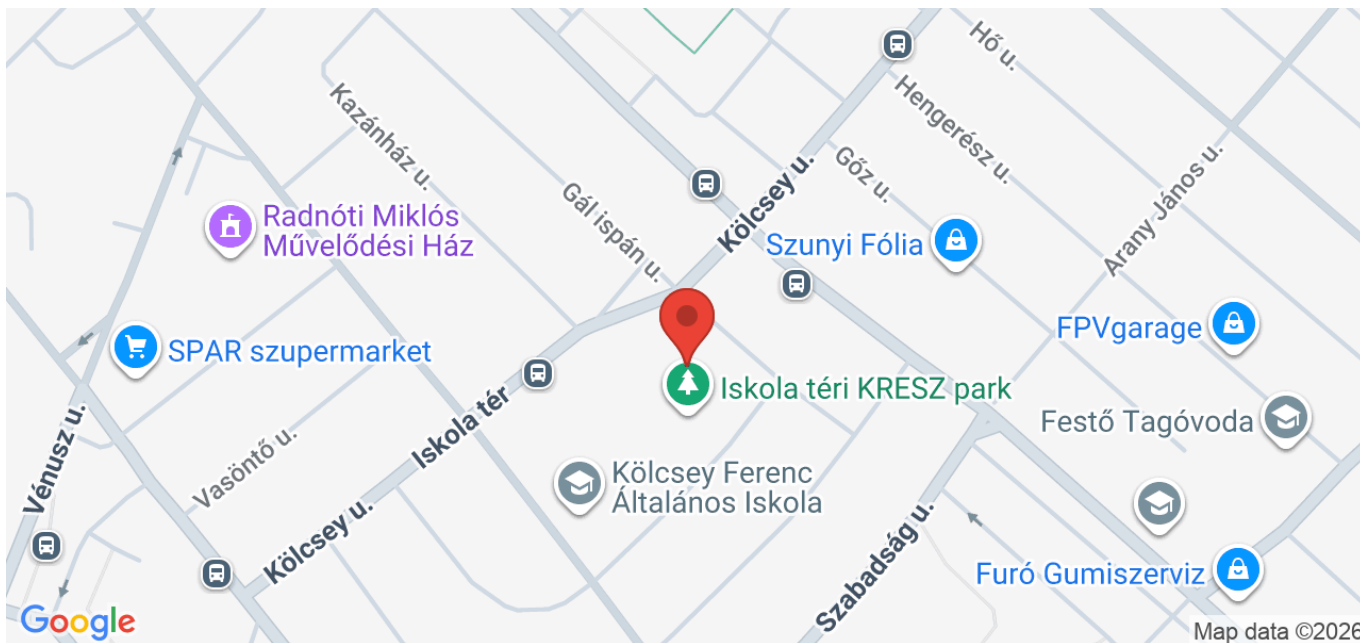 Hő u.
Hengerész u.
Kazánház u.
Gőz u.
Kölcsey u.
Arany János u.
Radnóti Miklós
Művelődési Ház
Gál ispán u.
Szunyi Fólia
FPVgarage
SPAR szupermarket
Iskola téri KRESZ park
Iskola tér
Festő Tagóvoda
Vénusz u.
Vasöntő u.
Kölcsey Ferenc
Általános Iskola
Kölcsey u.
Szabadság u.
Furó Gumiszerviz
Google
Map data ©2026